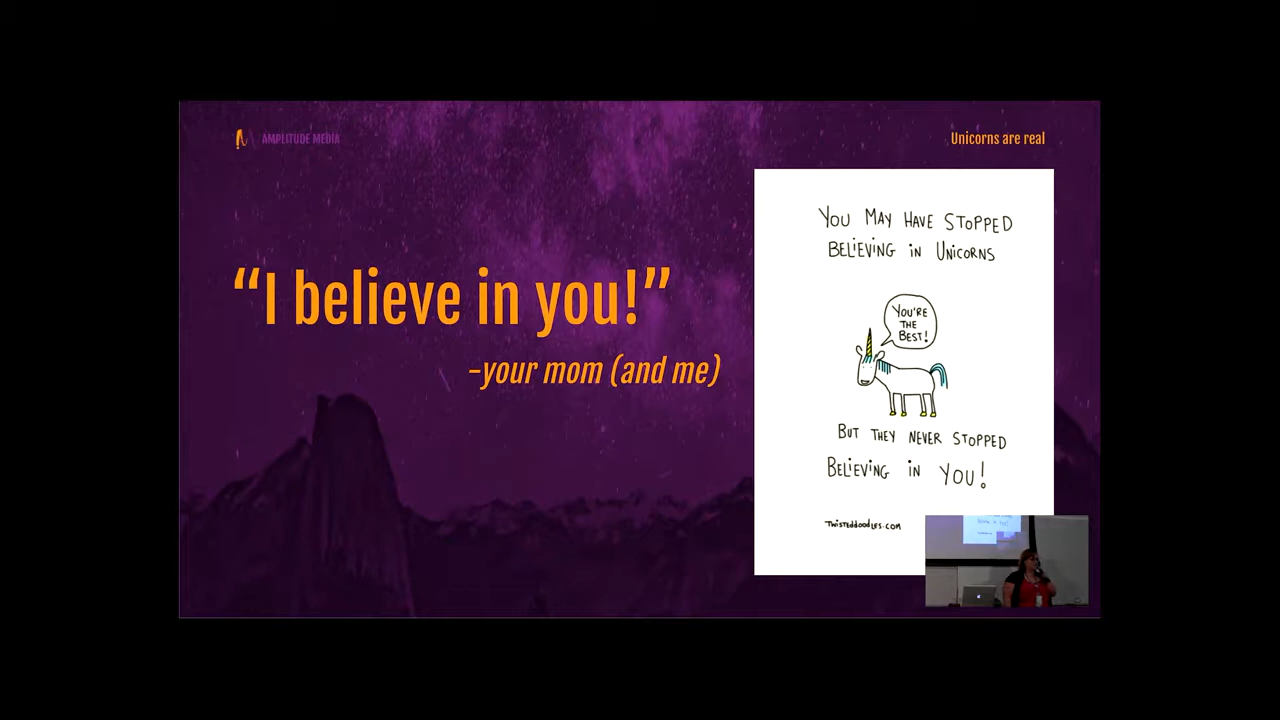 AMPLITUDE MEDIA
Unicorns are real
“I believe in you!”
-your mom (and me)
YOU MAY HAVE STOPPED
BELIEVING IN UNICORNS
YOU'RE
THE
BEST!
BUT THEY NEVER STOPPED
BELIEVING IN YOU!
TWISTEDDOODLES.COM